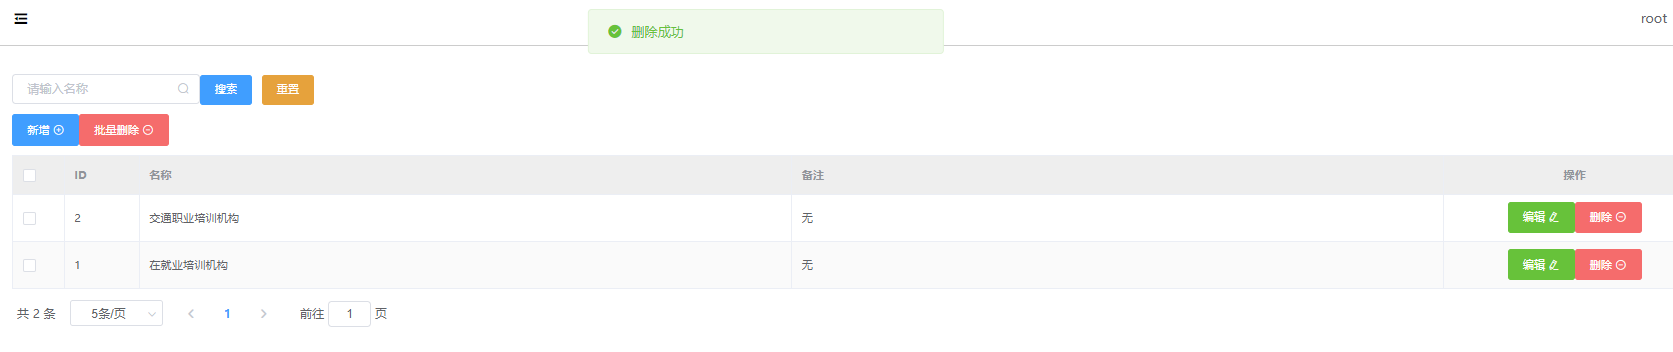 root
删除成功
请输入名称 搜索 重置
新增 批量删除
ID 名称 备注 操作
2 交通职业培训机构 无 编辑 删除
1 在就业培训机构 无 编辑 删除
共 2 条 5条/页 1 前往 1 页